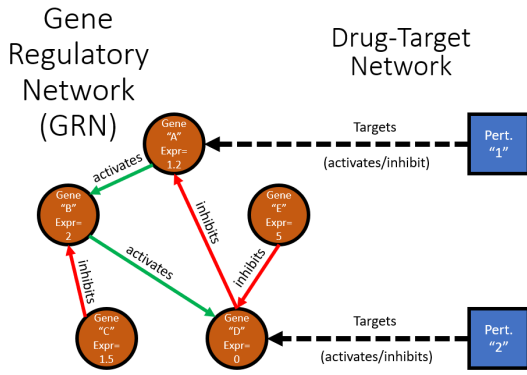 Gene
Regulatory
Network
(GRN)
Drug-Target
Network
Gene
"A"
Expr=
1.2
Targets
(activates/inhibit)
Pert.
"1"
activates
Gene
"B"
Expr=
2
Gene
"E"
Expr=
5
inhibits
activates
inhibits
inhibits
Gene
"C"
Expr=
1.5
Gene
"D"
Expr=
0
Targets
(activates/inhibits)
Pert.
"2"